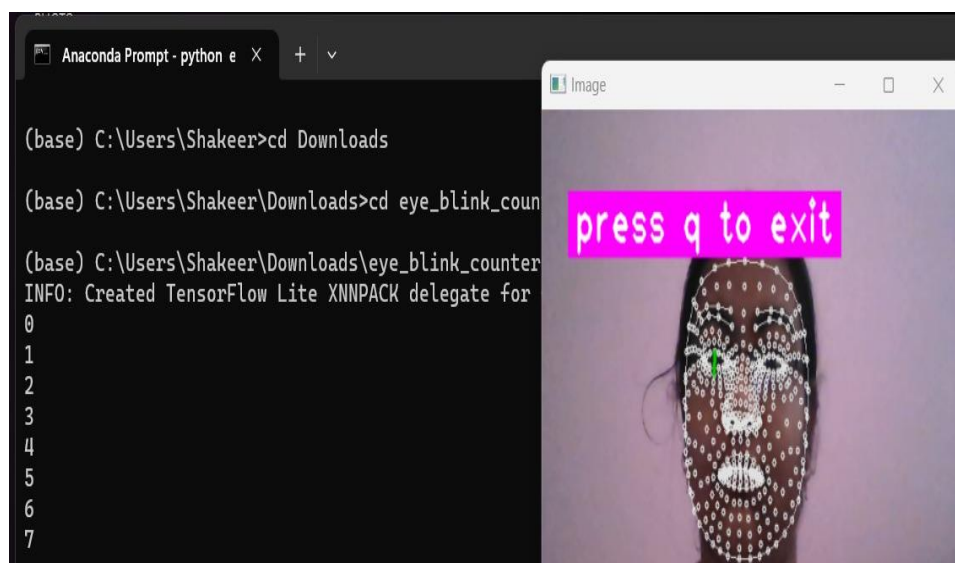 Anaconda Prompt - python e
(base) C:\Users\Shakeer>cd Downloads
(base) C:\Users\Shakeer\Downloads>cd eye_blink_coun
(base) C:\Users\Shakeer\Downloads\eye_blink_counter
INFO: Created TensorFlow Lite XNNPACK delegate for
0
1
2
3
4
5
6
7
Image
press q to exit